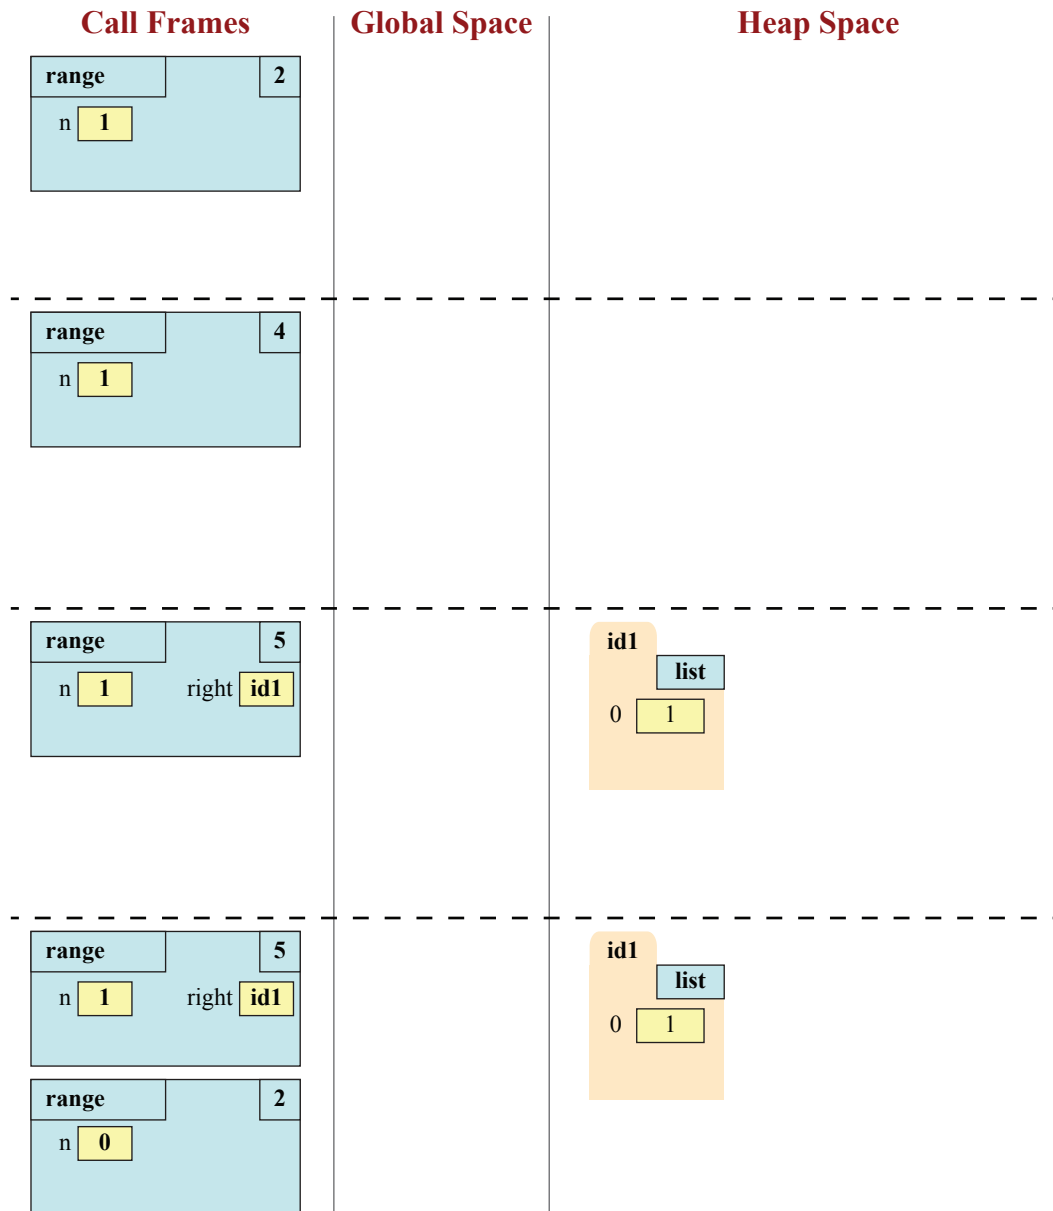 Call Frames Global Space Heap Space
range 2
n 1
range 4
n 1
range 5
n 1 right id1
id1
list
0 1
range 5
n 1 right id1
id1
list
0 1
range 2
n 0